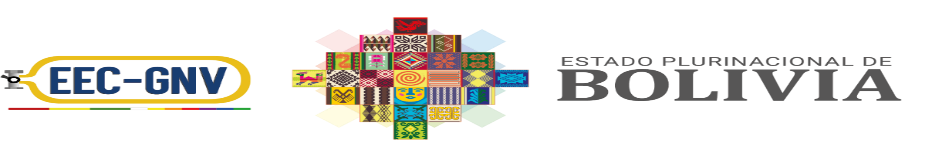 EEC-GNV
ESTADO PLURINACIONAL DE
BOLIVIA